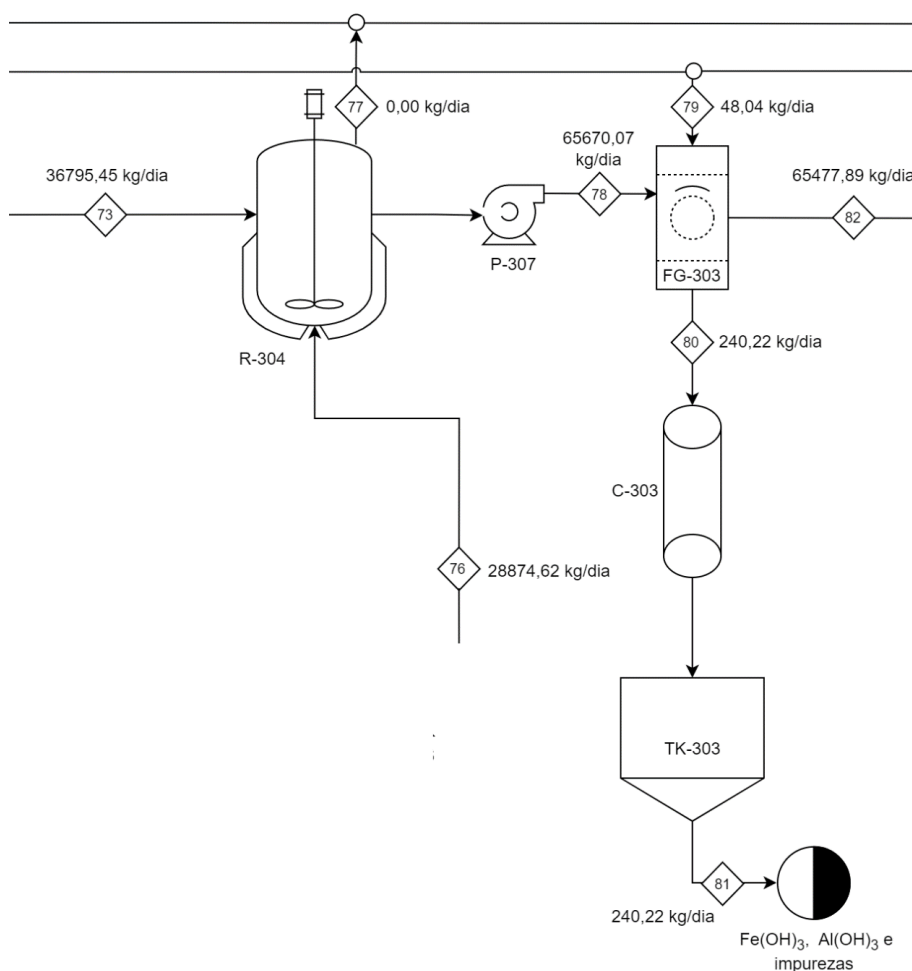 77
0,00 kg/dia
79
48,04 kg/dia
36795,45 kg/dia
73
65670,07
kg/dia
78
65477,89 kg/dia
82
P-307
FG-303
R-304
80
240,22 kg/dia
C-303
76
28874,62 kg/dia
TK-303
81
240,22 kg/dia
Fe(OH)₃, Al(OH)₃ e
impurezas